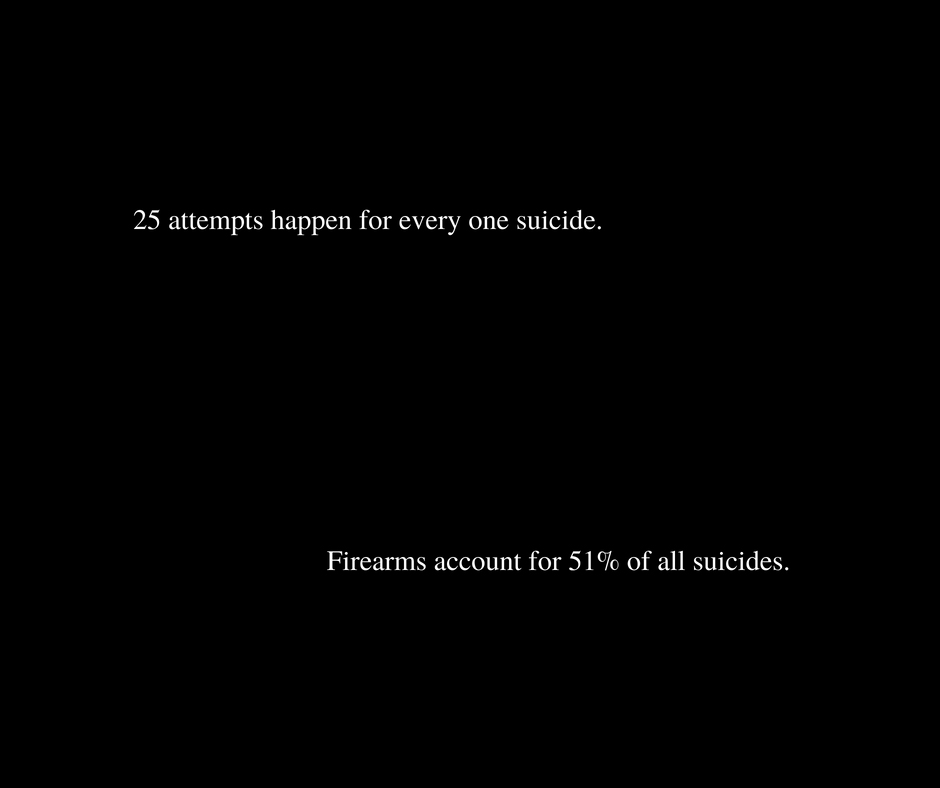 25 attempts happen for every one suicide.
Firearms account for 51% of all suicides.